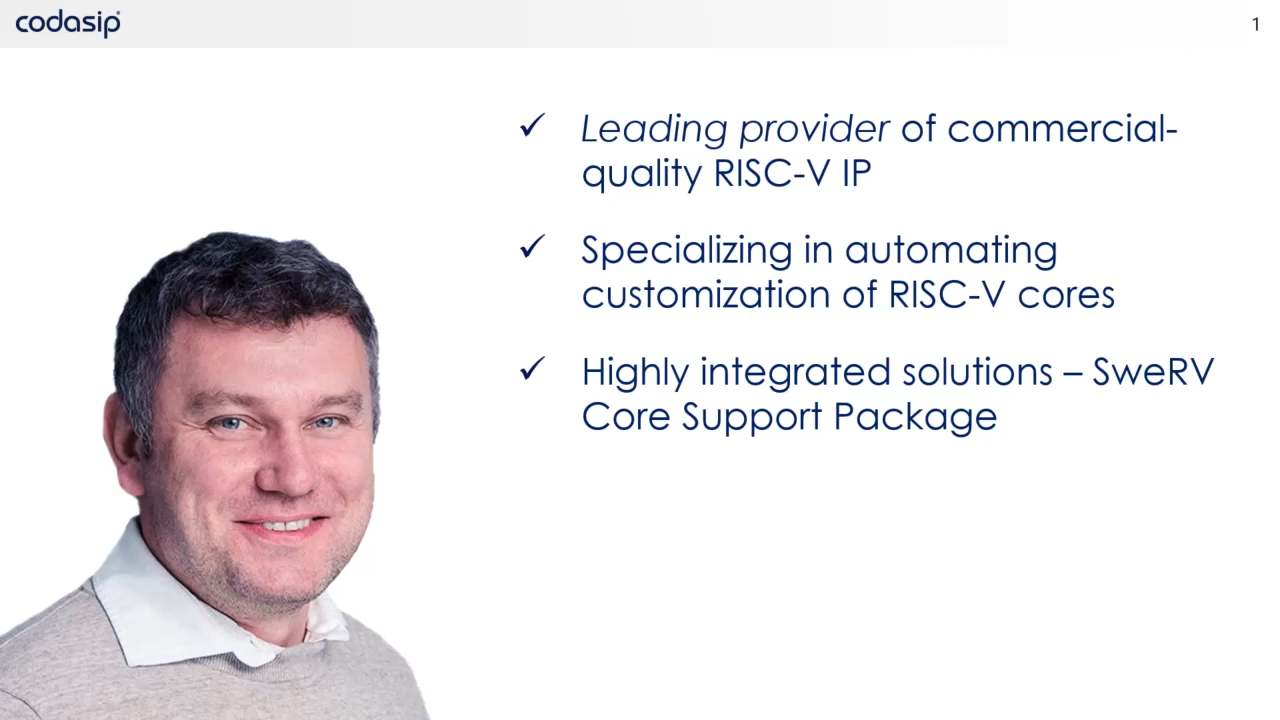 codasip
1
✓ Leading provider of commercial-
quality RISC-V IP
✓ Specializing in automating
customization of RISC-V cores
✓ Highly integrated solutions – SweRV
Core Support Package